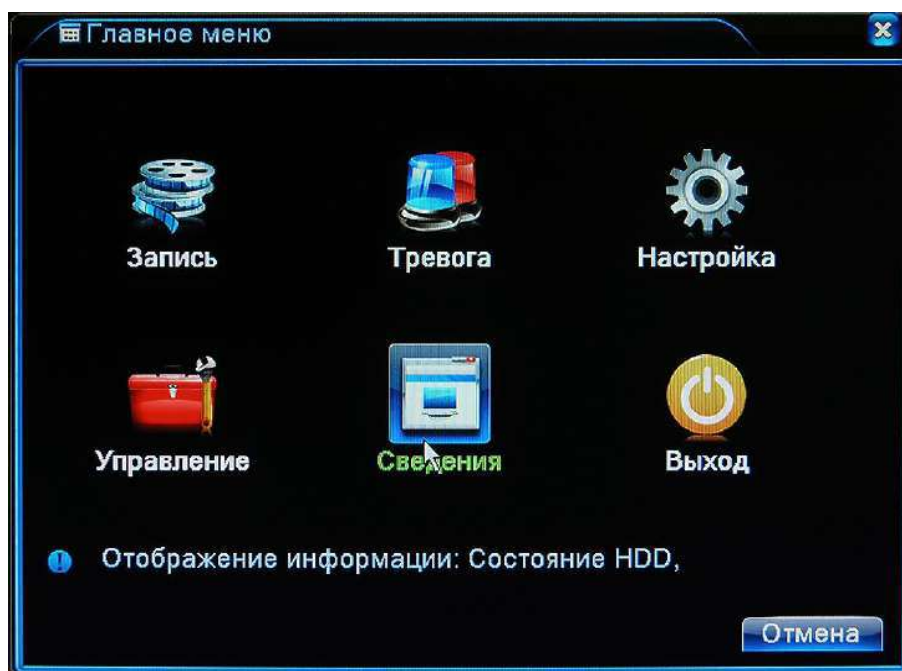 Главное меню
Запись
Тревога
Настройка
Управление
Сведения
Выход
Отображение информации: Состояние HDD,
Отмена